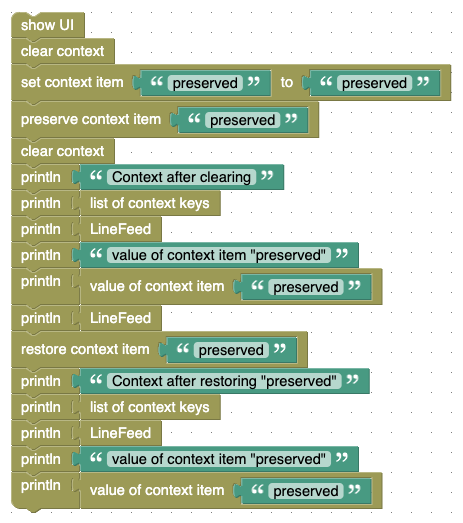 show UI
clear context
set context item “ preserved ” to “ preserved ”
preserve context item “ preserved ”
clear context
println “ Context after clearing ”
println list of context keys
println LineFeed
println “ value of context item "preserved" ”
println value of context item “ preserved ”
println LineFeed
restore context item “ preserved ”
println “ Context after restoring "preserved" ”
println list of context keys
println LineFeed
println “ value of context item "preserved" ”
println value of context item “ preserved ”